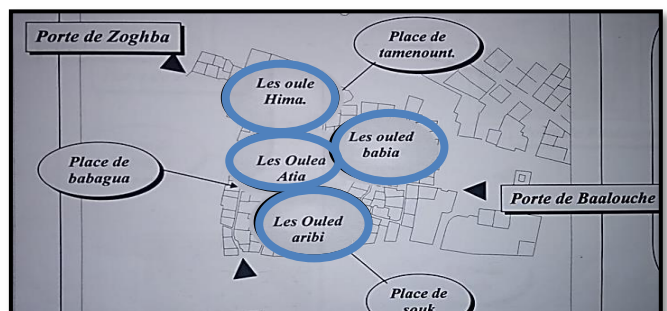 Porte de Zoghba
Place de
tamenount.
Les oule
Hima.
Les ouled
babia
Place de
babagua
Les Oulea
Atia
Porte de Baalouche
Les Ouled
aribi
Place de
souk